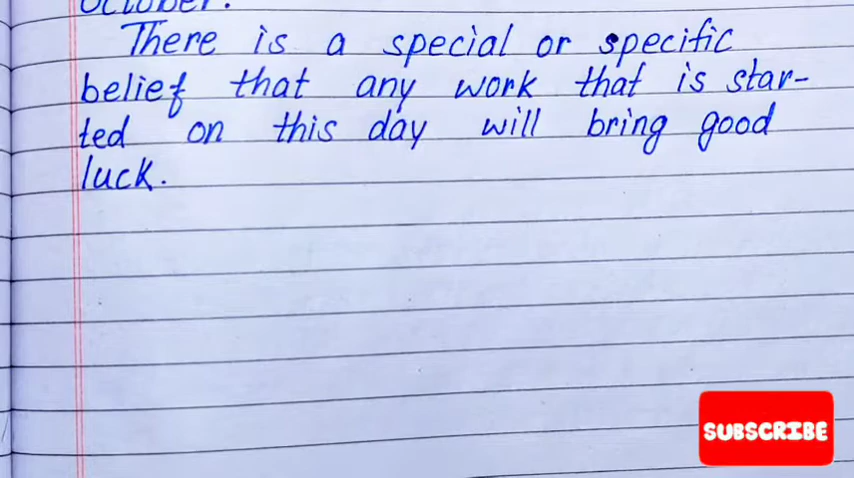 October.
There is a special or specific
belief that any work that is star-
ted on this day will bring good
luck.
SUBSCRIBE